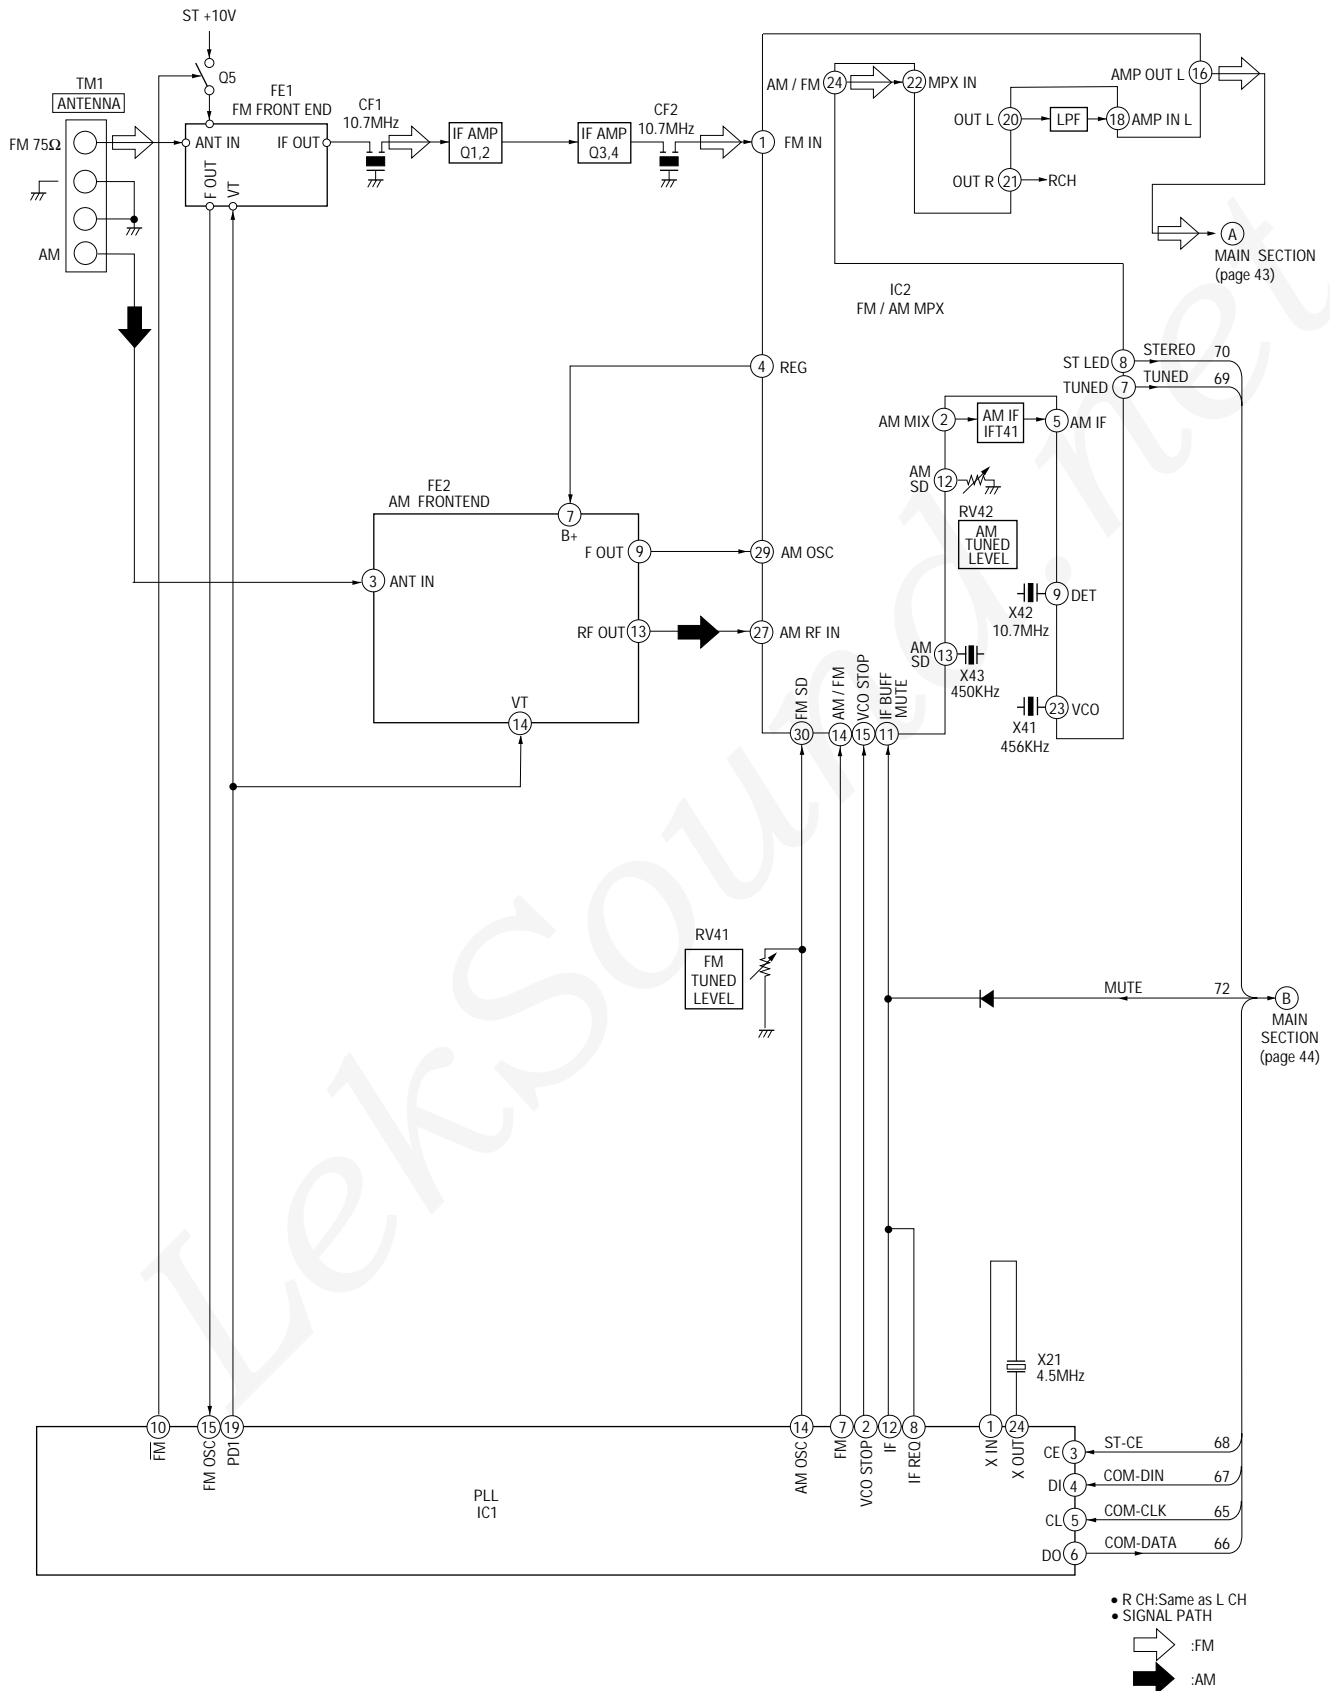 ST +10V
Q5
TM1
ANTENNA
FM 75Ω
AM
FE1
FM FRONT END
ANT IN
IF OUT
F OUT
VT
CF1
10.7MHz
IF AMP
Q1,2
IF AMP
Q3,4
CF2
10.7MHz
1
FM IN
AM / FM
24
22
MPX IN
OUT L
20
LPF
18
AMP IN L
OUT R
21
RCH
AMP OUT L
16
A
MAIN SECTION
(page 43)
IC2
FM / AM MPX
4
REG
ST LED
8
STEREO
70
TUNED
7
TUNED
69
AM MIX
2
AM IF
IFT41
5
AM IF
AM
SD
12
RV42
AM
TUNED
LEVEL
9
DET
X42
10.7MHz
AM
SD
13
X43
450KHz
23
VCO
X41
456KHz
FE2
AM FRONTEND
7
B+
F OUT
9
29
AM OSC
3
ANT IN
RF OUT
13
27
AM RF IN
VT
14
FM SD
AM / FM
VCO STOP
IF BUFF
MUTE
30
14
15
11
RV41
FM
TUNED
LEVEL
MUTE
72
B
MAIN
SECTION
(page 44)
X21
4.5MHz
10
15
19
14
7
2
12
8
1
24
FM
FM OSC
PD1
AM OSC
FM
VCO STOP
IF
IF REQ
X IN
X OUT
PLL
IC1
CE
3
ST-CE
68
DI
4
COM-DIN
67
CL
5
COM-CLK
65
DO
6
COM-DATA
66
• R CH:Same as L CH
• SIGNAL PATH
:FM
:AM
LekSound.net